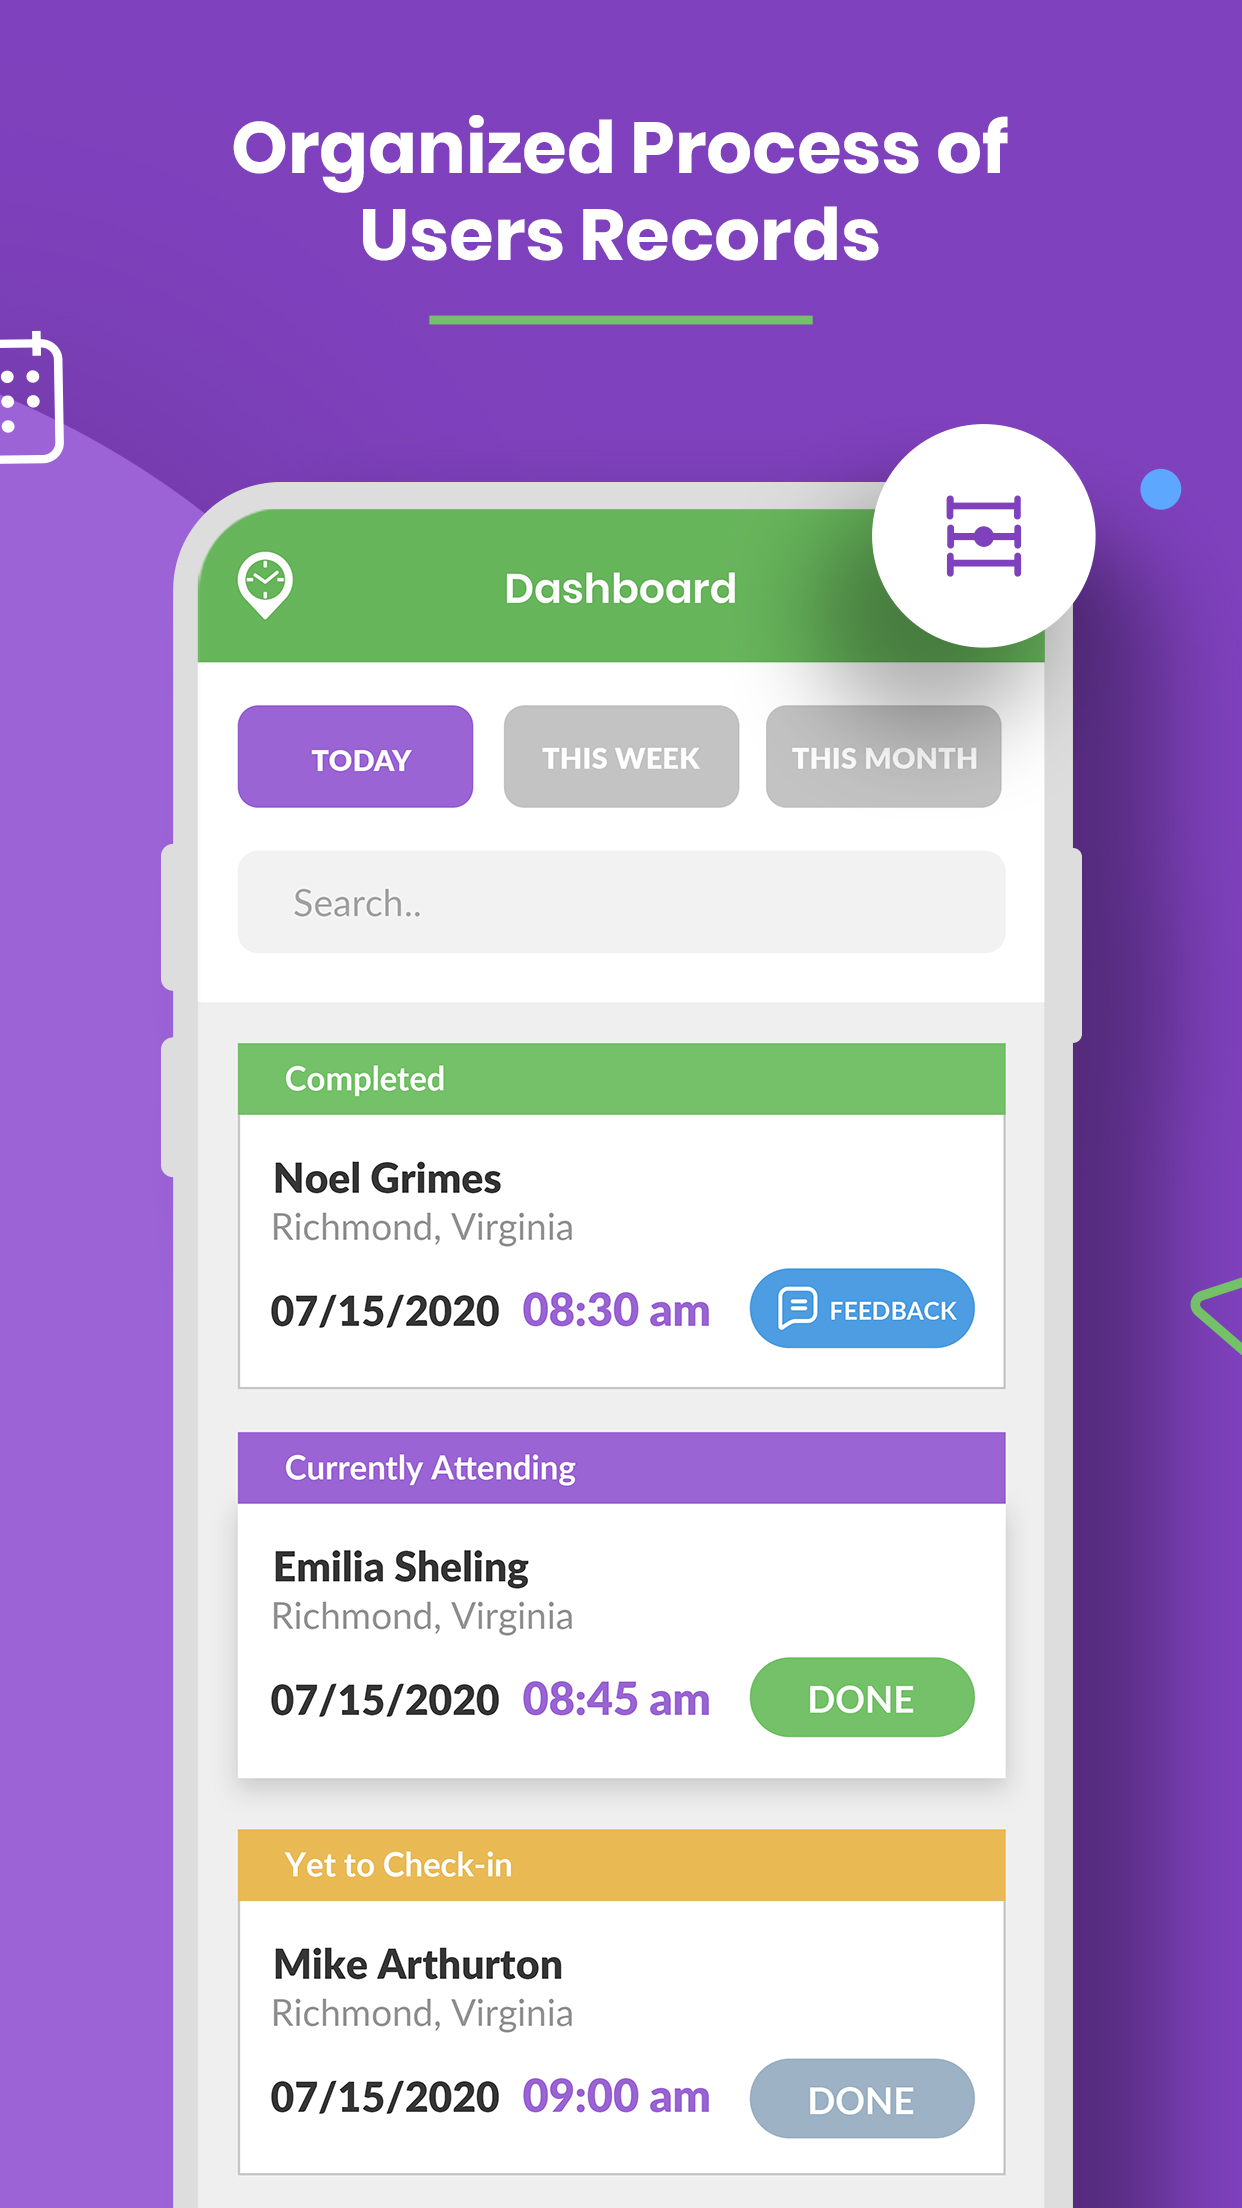 Organized Process of
Users Records
Dashboard
TODAY THIS WEEK THIS MONTH
Search..
Completed
Noel Grimes
Richmond, Virginia
07/15/2020 08:30 am FEEDBACK
Currently Attending
Emilia Sheling
Richmond, Virginia
07/15/2020 08:45 am DONE
Yet to Check-in
Mike Arthurton
Richmond, Virginia
07/15/2020 09:00 am DONE